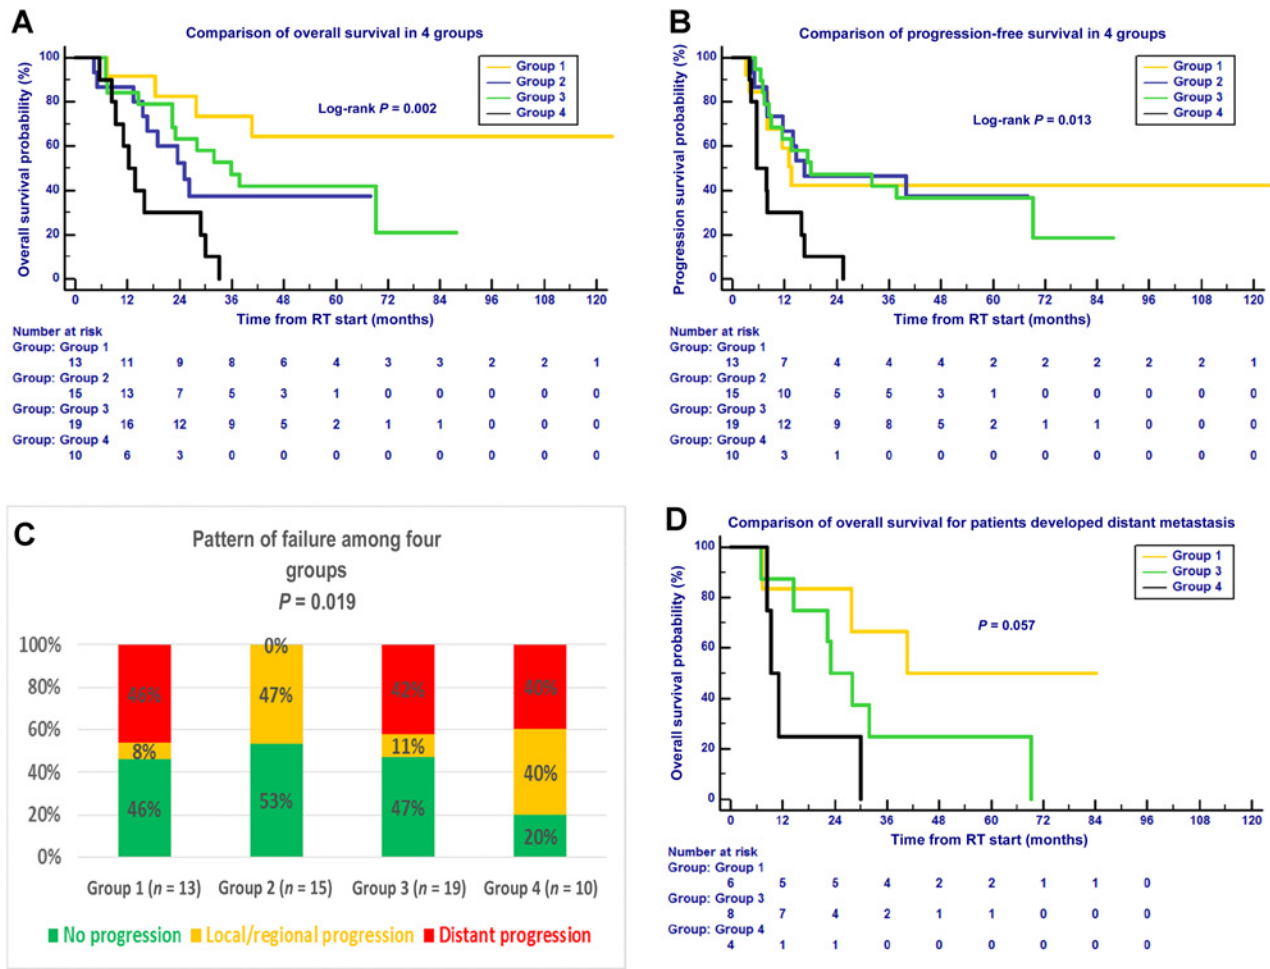 A
Comparison of overall survival in 4 groups
Overall survival probability (%)
100
80
60
40
20
0
Group 1
Group 2
Group 3
Group 4
Log-rank P = 0.002
0 12 24 36 48 60 72 84 96 108 120
Time from RT start (months)
Number at risk
Group: Group 1
13 11 9 8 6 4 3 3 2 2 1
Group: Group 2
15 13 7 5 3 1 0 0 0 0 0
Group: Group 3
19 16 12 9 5 2 1 1 0 0 0
Group: Group 4
10 6 3 0 0 0 0 0 0 0 0
B
Comparison of progression-free survival in 4 groups
Progression survival probability (%)
100
80
60
40
20
0
Group 1
Group 2
Group 3
Group 4
Log-rank P = 0.013
0 12 24 36 48 60 72 84 96 108 120
Time from RT start (months)
Number at risk
Group: Group 1
13 7 4 4 4 2 2 2 2 2 1
Group: Group 2
15 10 5 5 3 1 0 0 0 0 0
Group: Group 3
19 12 9 8 5 2 1 1 0 0 0
Group: Group 4
10 3 1 0 0 0 0 0 0 0 0
C
Pattern of failure among four
groups
P = 0.019
100%
80%
60%
40%
20%
0%
46% 0% 42% 40%
8% 47% 11% 40%
46% 53% 47% 20%
Group 1 (n = 13) Group 2 (n = 15) Group 3 (n = 19) Group 4 (n = 10)
No progression Local/regional progression Distant progression
D
Comparison of overall survival for patients developed distant metastasis
Overall survival probability (%)
100
80
60
40
20
0
Group 1
Group 3
Group 4
P = 0.057
0 12 24 36 48 60 72 84 96 108 120
Time from RT start (months)
Number at risk
Group: Group 1
6 5 5 4 2 2 1 1 0
Group: Group 3
8 7 4 2 1 1 0 0 0
Group: Group 4
4 1 1 0 0 0 0 0 0